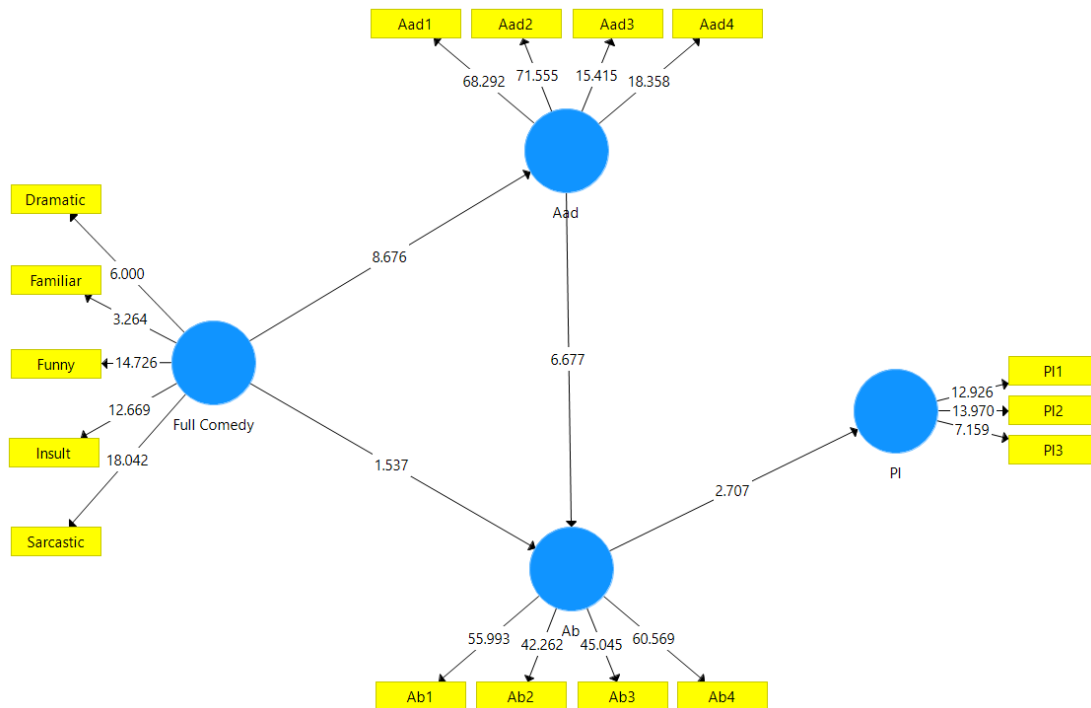 Aad1
Aad2
Aad3
Aad4
68.292
71.555
15.415
18.358
Aad
Dramatic
Familiar
Funny
Insult
Sarcastic
6.000
3.264
14.726
12.669
18.042
Full Comedy
8.676
1.537
6.677
2.707
PI1
PI2
PI3
12.926
13.970
7.159
PI
Ab
55.993
42.262
45.045
60.569
Ab1
Ab2
Ab3
Ab4